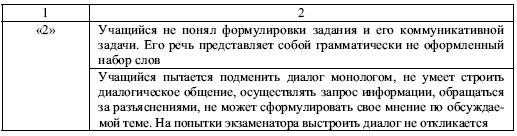 1 2
«2» Учащийся не понял формулировки задания и его коммуникативной
задачи. Его речь представляет собой грамматически не оформленный
набор слов
Учащийся пытается подменить диалог монологом, не умеет строить
диалогическое общение, осуществлять запрос информации, обращаться
за разъяснениями, не может сформулировать свое мнение по обсуждае-
мой теме. На попытки экзаменатора выстроить диалог не откликается